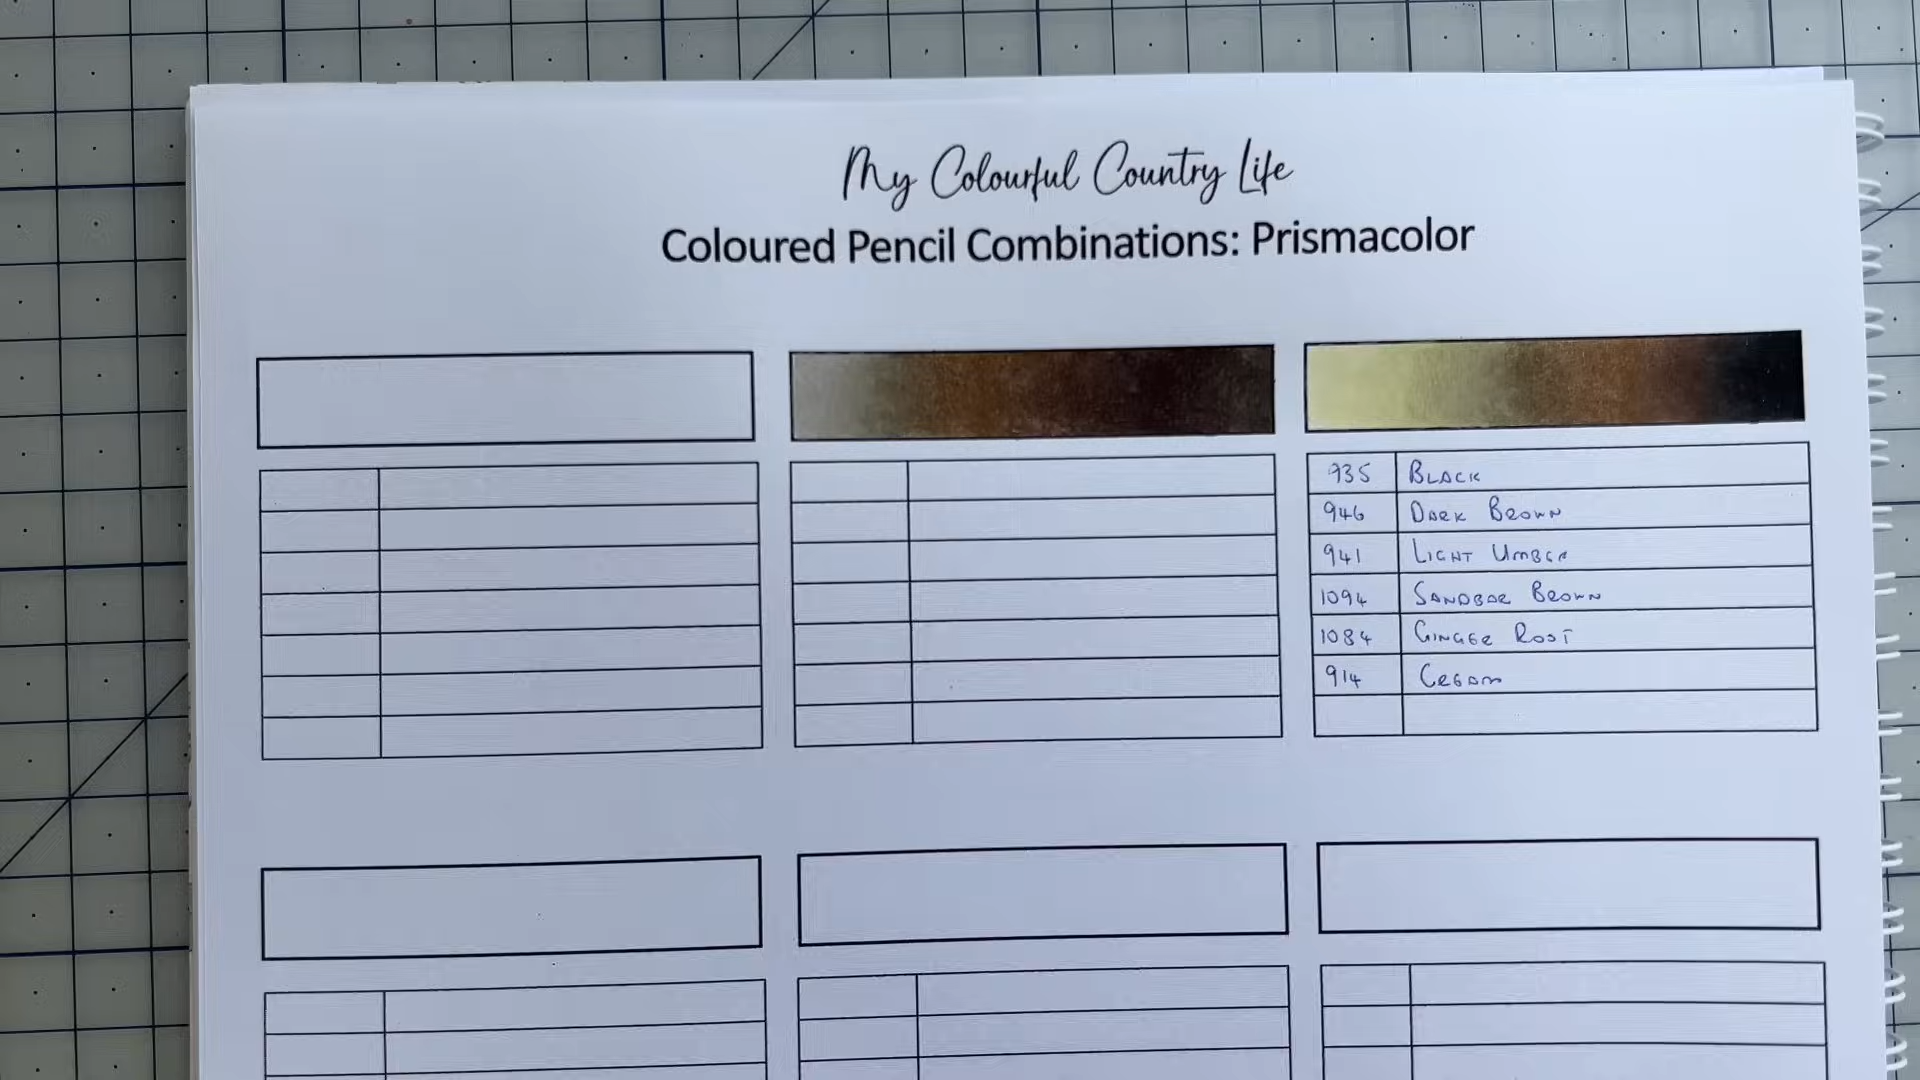 My Colourful Country Life
Coloured Pencil Combinations: Prismacolor
935 BLACK
946 DARK BROWN
941 LIGHT UMBER
1094 SANDBAR BROWN
1084 GINGER ROOT
914 CREAM